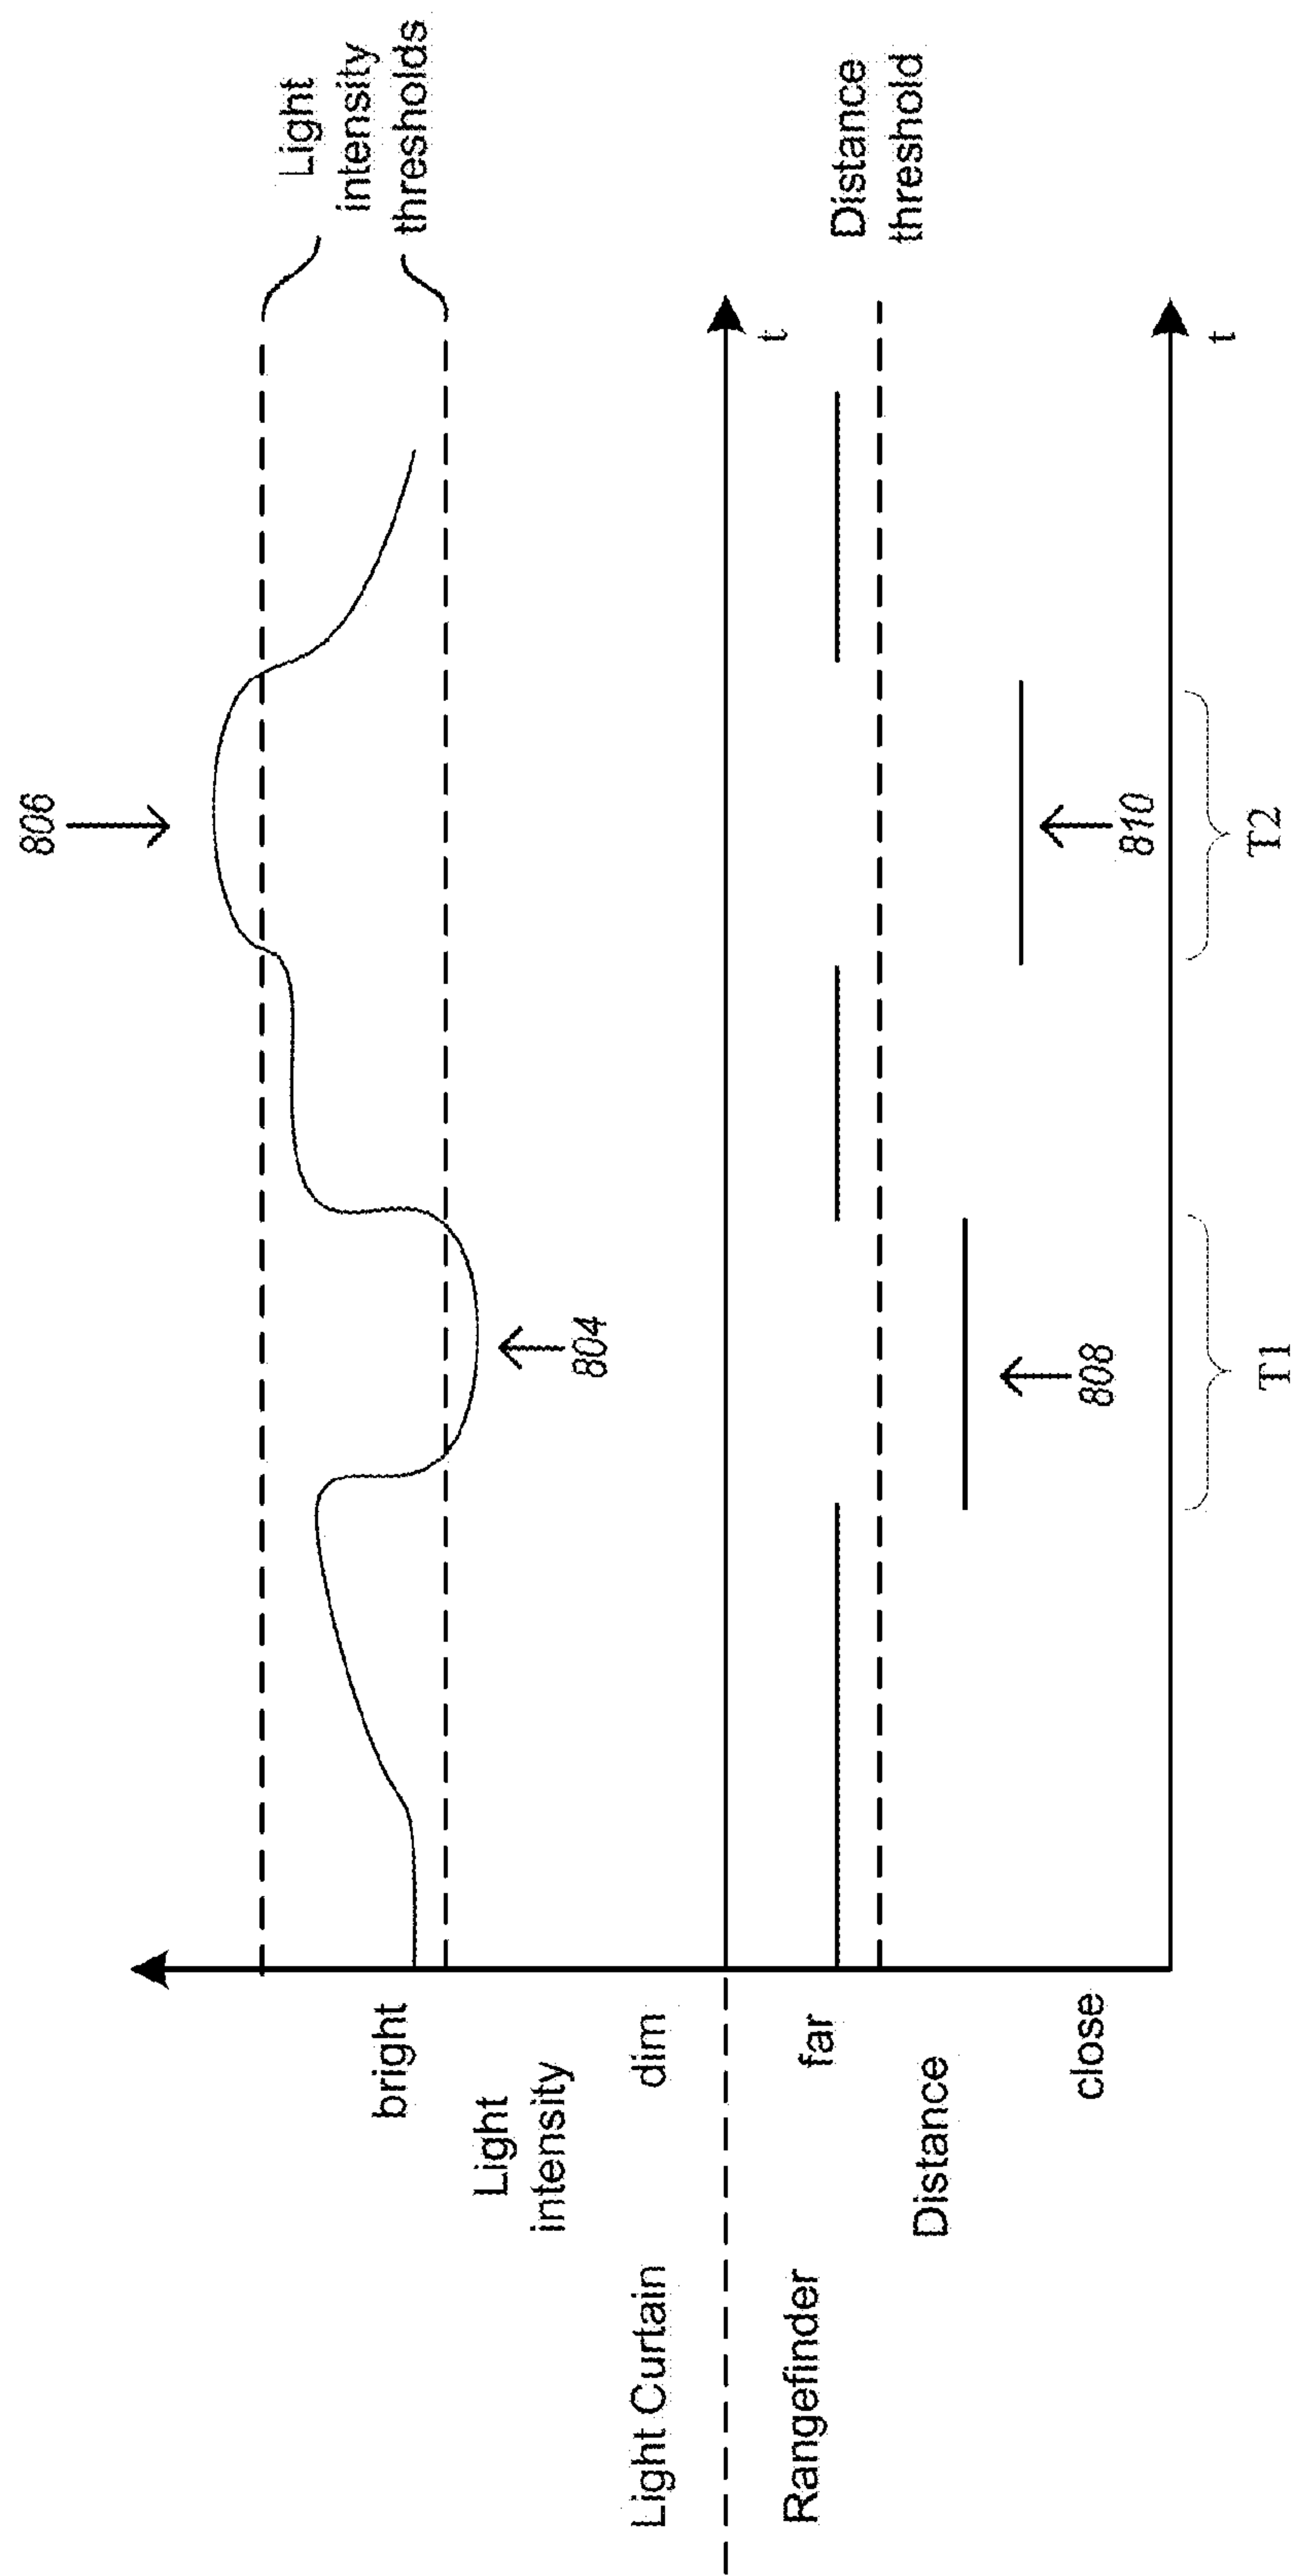 806
Light
intensity
thresholds
bright
Light
intensity
dim
804
Light Curtain
t
Rangefinder
far
Distance
threshold
Distance
808
810
close
t
T1
T2